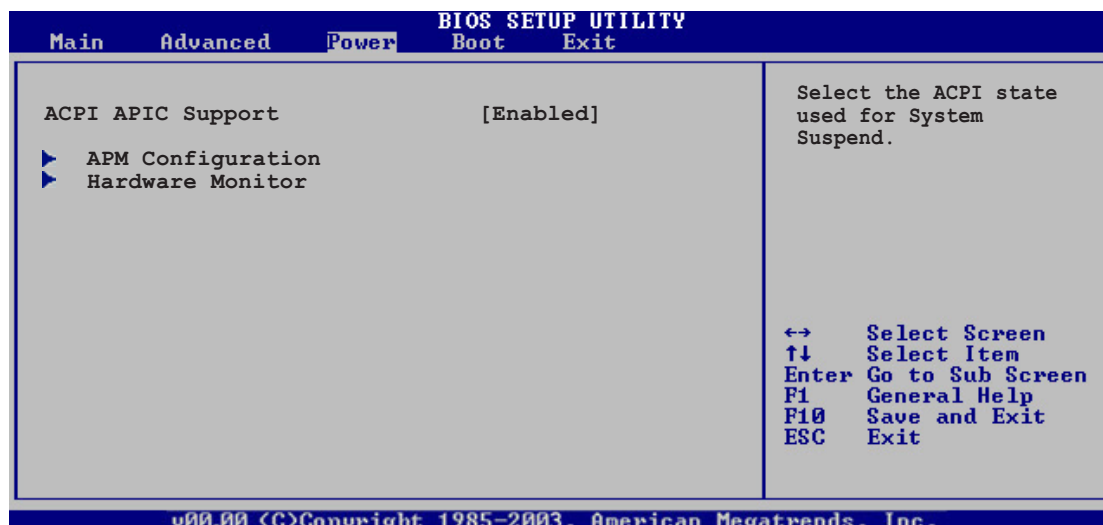 BIOS SETUP UTILITY
Main Advanced Power Boot Exit
ACPI APIC Support [Enabled]
APM Configuration
Hardware Monitor
Select the ACPI state
used for System
Suspend.
←→ Select Screen
↑↓ Select Item
Enter Go to Sub Screen
F1 General Help
F10 Save and Exit
ESC Exit
v00.00 (C)Copyright 1985-2003, American Megatrends, Inc.